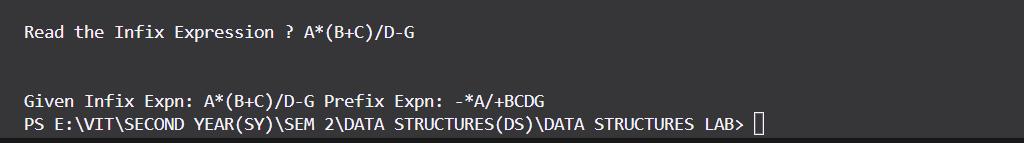 Read the Infix Expression ? A*(B+C)/D-G
Given Infix Expn: A*(B+C)/D-G Prefix Expn: -*A/+BCDG
PS E:\VIT\SECOND YEAR(SY)\SEM 2\DATA STRUCTURES(DS)\DATA STRUCTURES LAB>